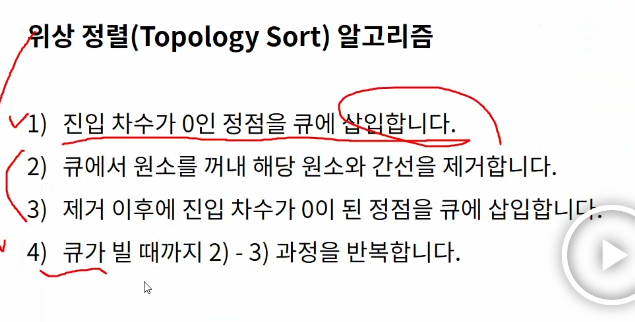 위상 정렬(Topology Sort) 알고리즘
1) 진입 차수가 0인 정점을 큐에 삽입합니다.
2) 큐에서 원소를 꺼내 해당 원소와 간선을 제거합니다.
3) 제거 이후에 진입 차수가 0이 된 정점을 큐에 삽입합니다.
4) 큐가 빌 때까지 2) - 3) 과정을 반복합니다.